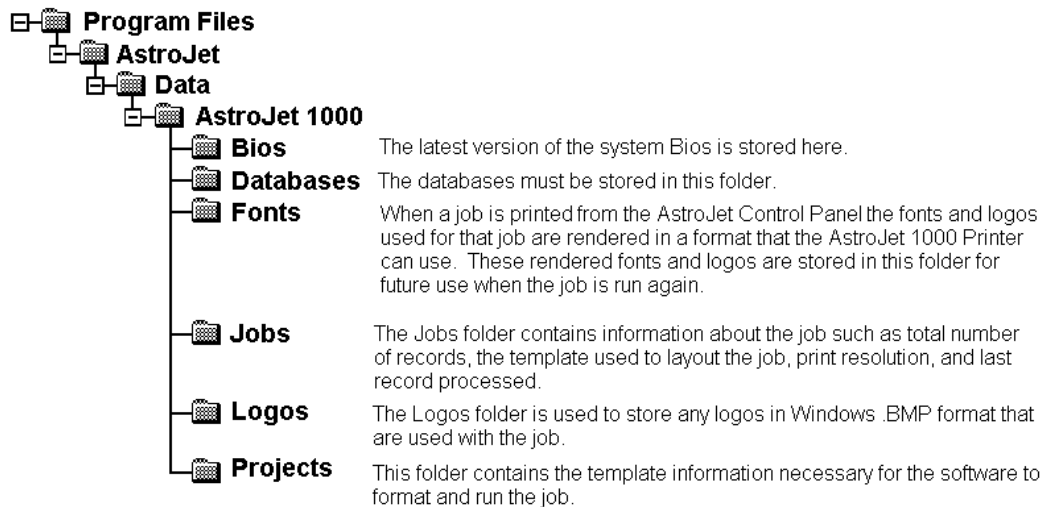 Program Files
AstroJet
Data
AstroJet 1000
Bios The latest version of the system Bios is stored here.
Databases The databases must be stored in this folder.
Fonts When a job is printed from the AstroJet Control Panel the fonts and logos
used for that job are rendered in a format that the AstroJet 1000 Printer
can use. These rendered fonts and logos are stored in this folder for
future use when the job is run again.
Jobs The Jobs folder contains information about the job such as total number
of records, the template used to layout the job, print resolution, and last
record processed.
Logos The Logos folder is used to store any logos in Windows .BMP format that
are used with the job.
Projects This folder contains the template information necessary for the software to
format and run the job.